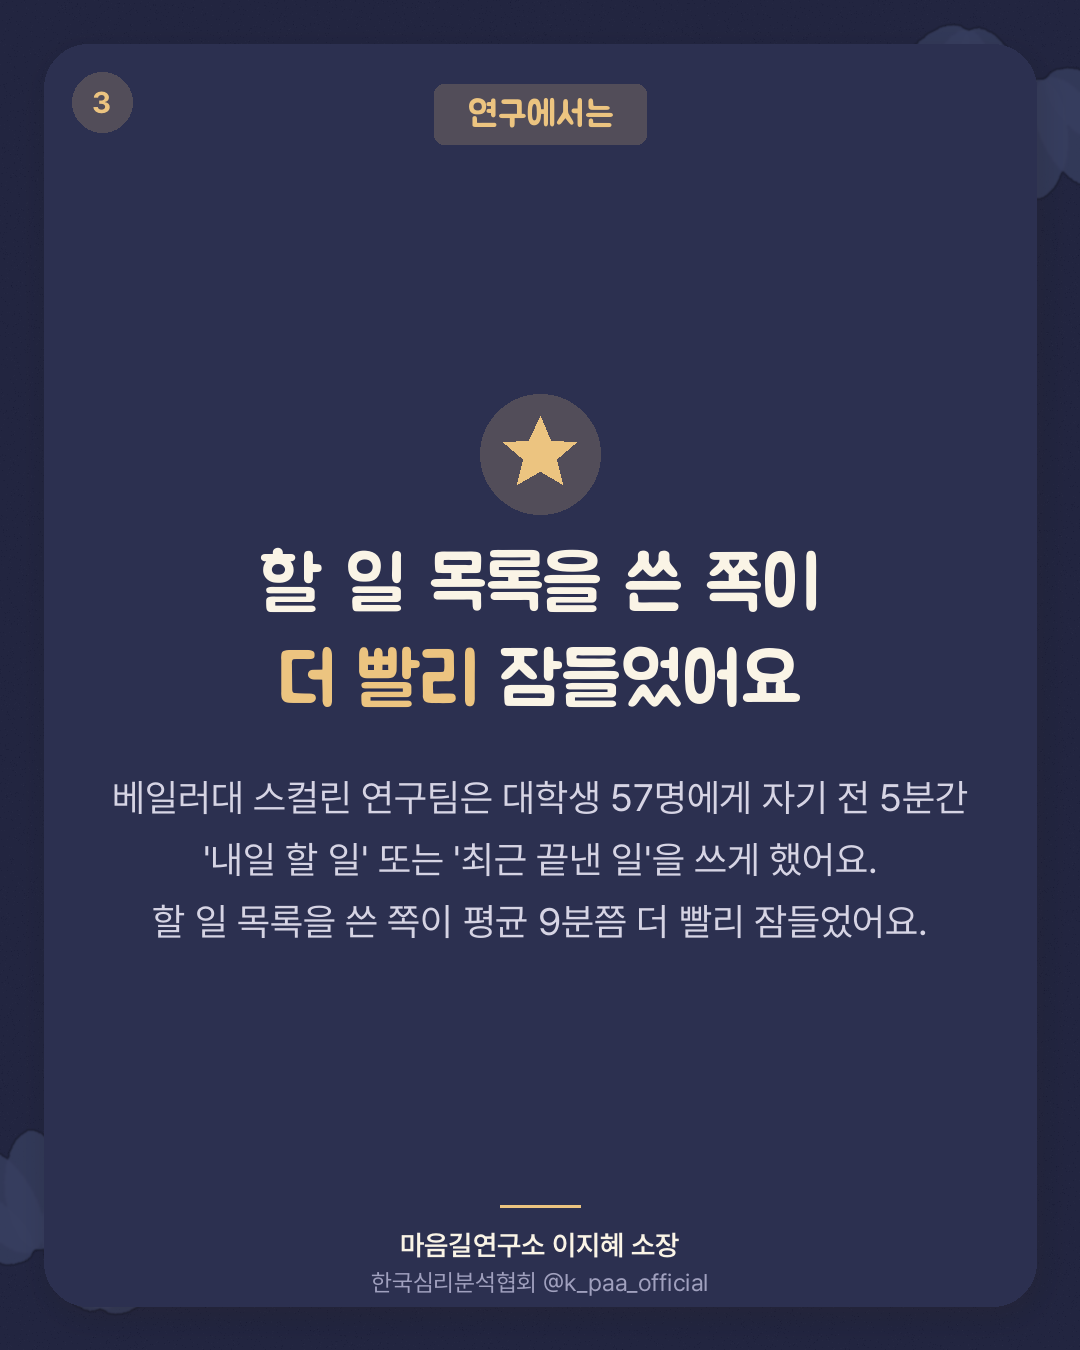 3
연구에서는
할 일 목록을 쓴 쪽이
더 빨리 잠들었어요
베일러대 스컬린 연구팀은 대학생 57명에게 자기 전 5분간
'내일 할 일' 또는 '최근 끝낸 일'을 쓰게 했어요.
할 일 목록을 쓴 쪽이 평균 9분쯤 더 빨리 잠들었어요.
마음길연구소 이지혜 소장
한국심리분석협회 @k_paa_official